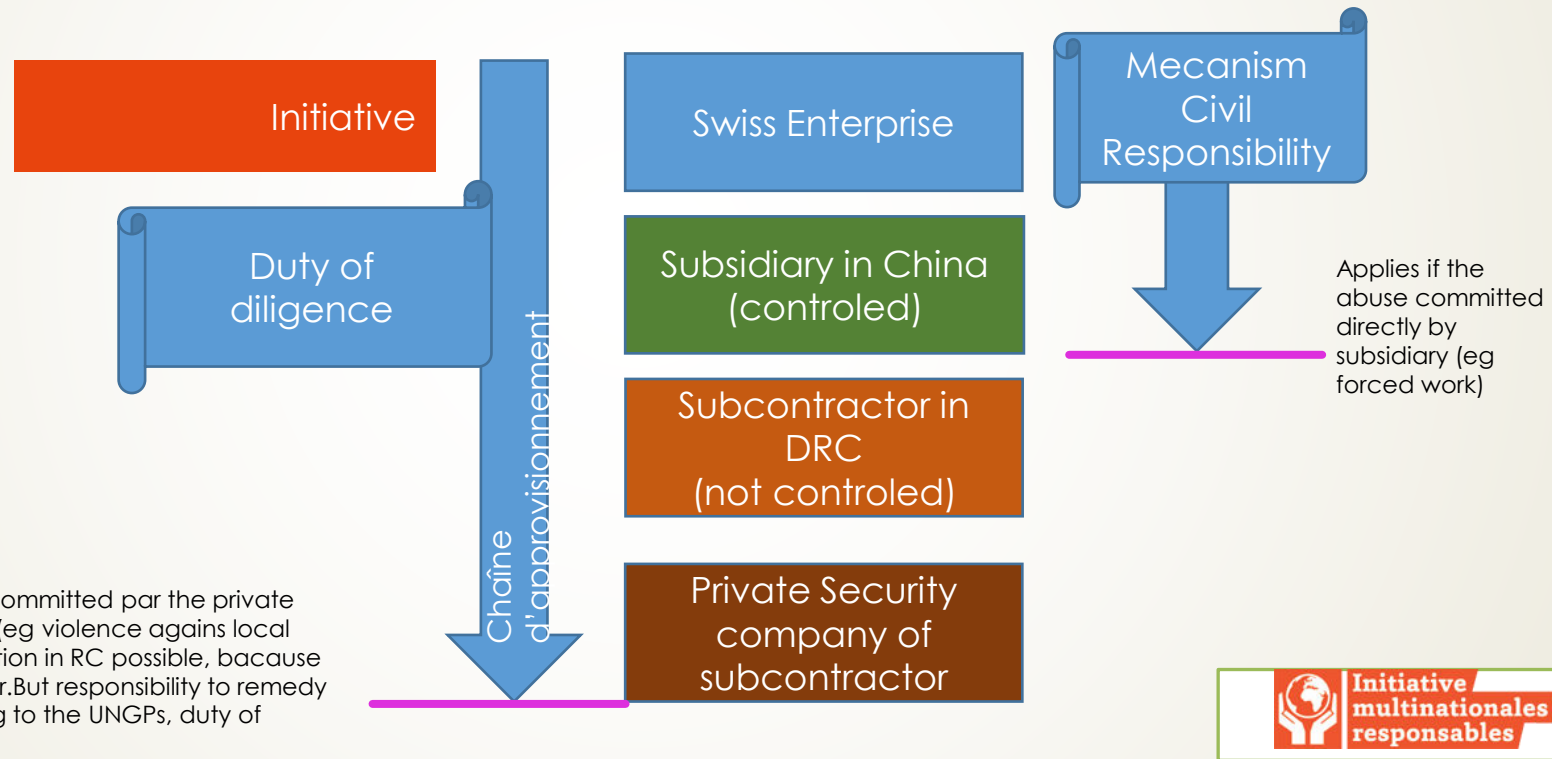 Initiative
Duty of
diligence
Chaîne
d'approvisionnement
Swiss Enterprise
Subsidiary in China
(controled)
Subcontractor in
DRC
(not controled)
Private Security
company of
subcontractor
Mecanism
Civil
Responsibility
Applies if the
abuse committed
directly by
subsidiary (eg
forced work)
ommitted par the private
(eg violence agains local
tion in RC possible, bacause
r.But responsibility to remedy
g to the UNGPs, duty of
Initiative
multinationales
responsables